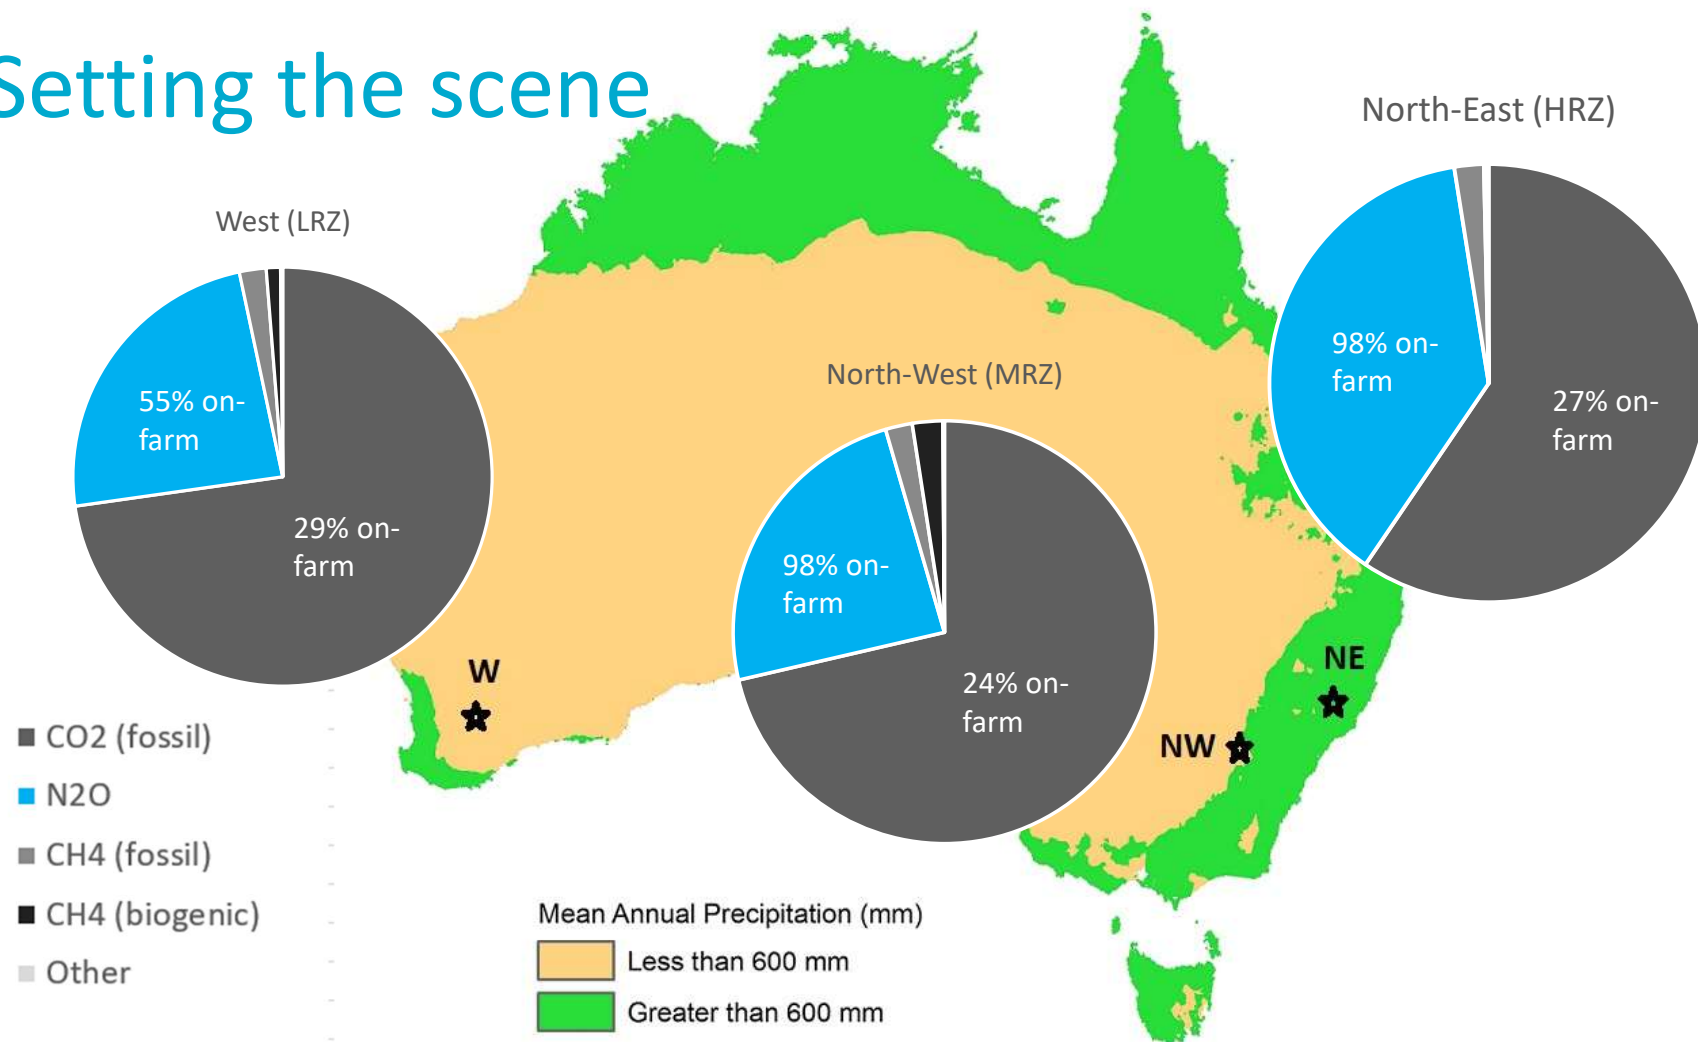 Setting the scene
North-East (HRZ)
West (LRZ)
98% on-
farm
27% on-
farm
North-West (MRZ)
55% on-
farm
29% on-
farm
98% on-
farm
24% on-
farm
W
NE
NW
CO2 (fossil)
N2O
CH4 (fossil)
CH4 (biogenic)
Other
Mean Annual Precipitation (mm)
Less than 600 mm
Greater than 600 mm